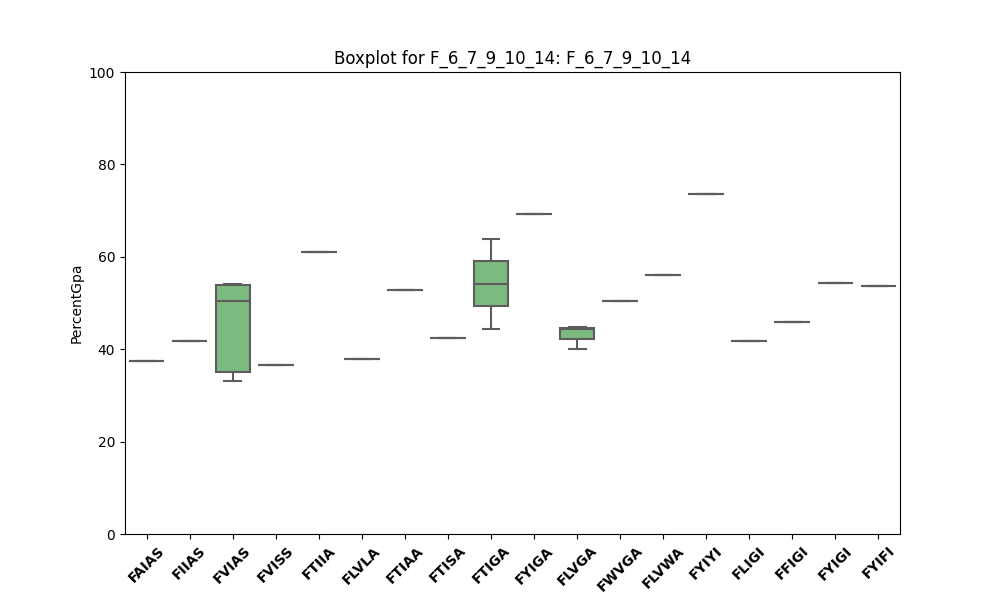 Boxplot for F_6_7_9_10_14: F_6_7_9_10_14
PercentGpa
100
80
60
40
20
0
FAIAS
FIIAS
FVIAS
FVISS
FTIIA
FLVLA
FTIAA
FTISA
FTIGA
FYIGA
FLVGA
FWVGA
FLVWA
FYIYI
FLIGI
FFIGI
FYIGI
FYIFI